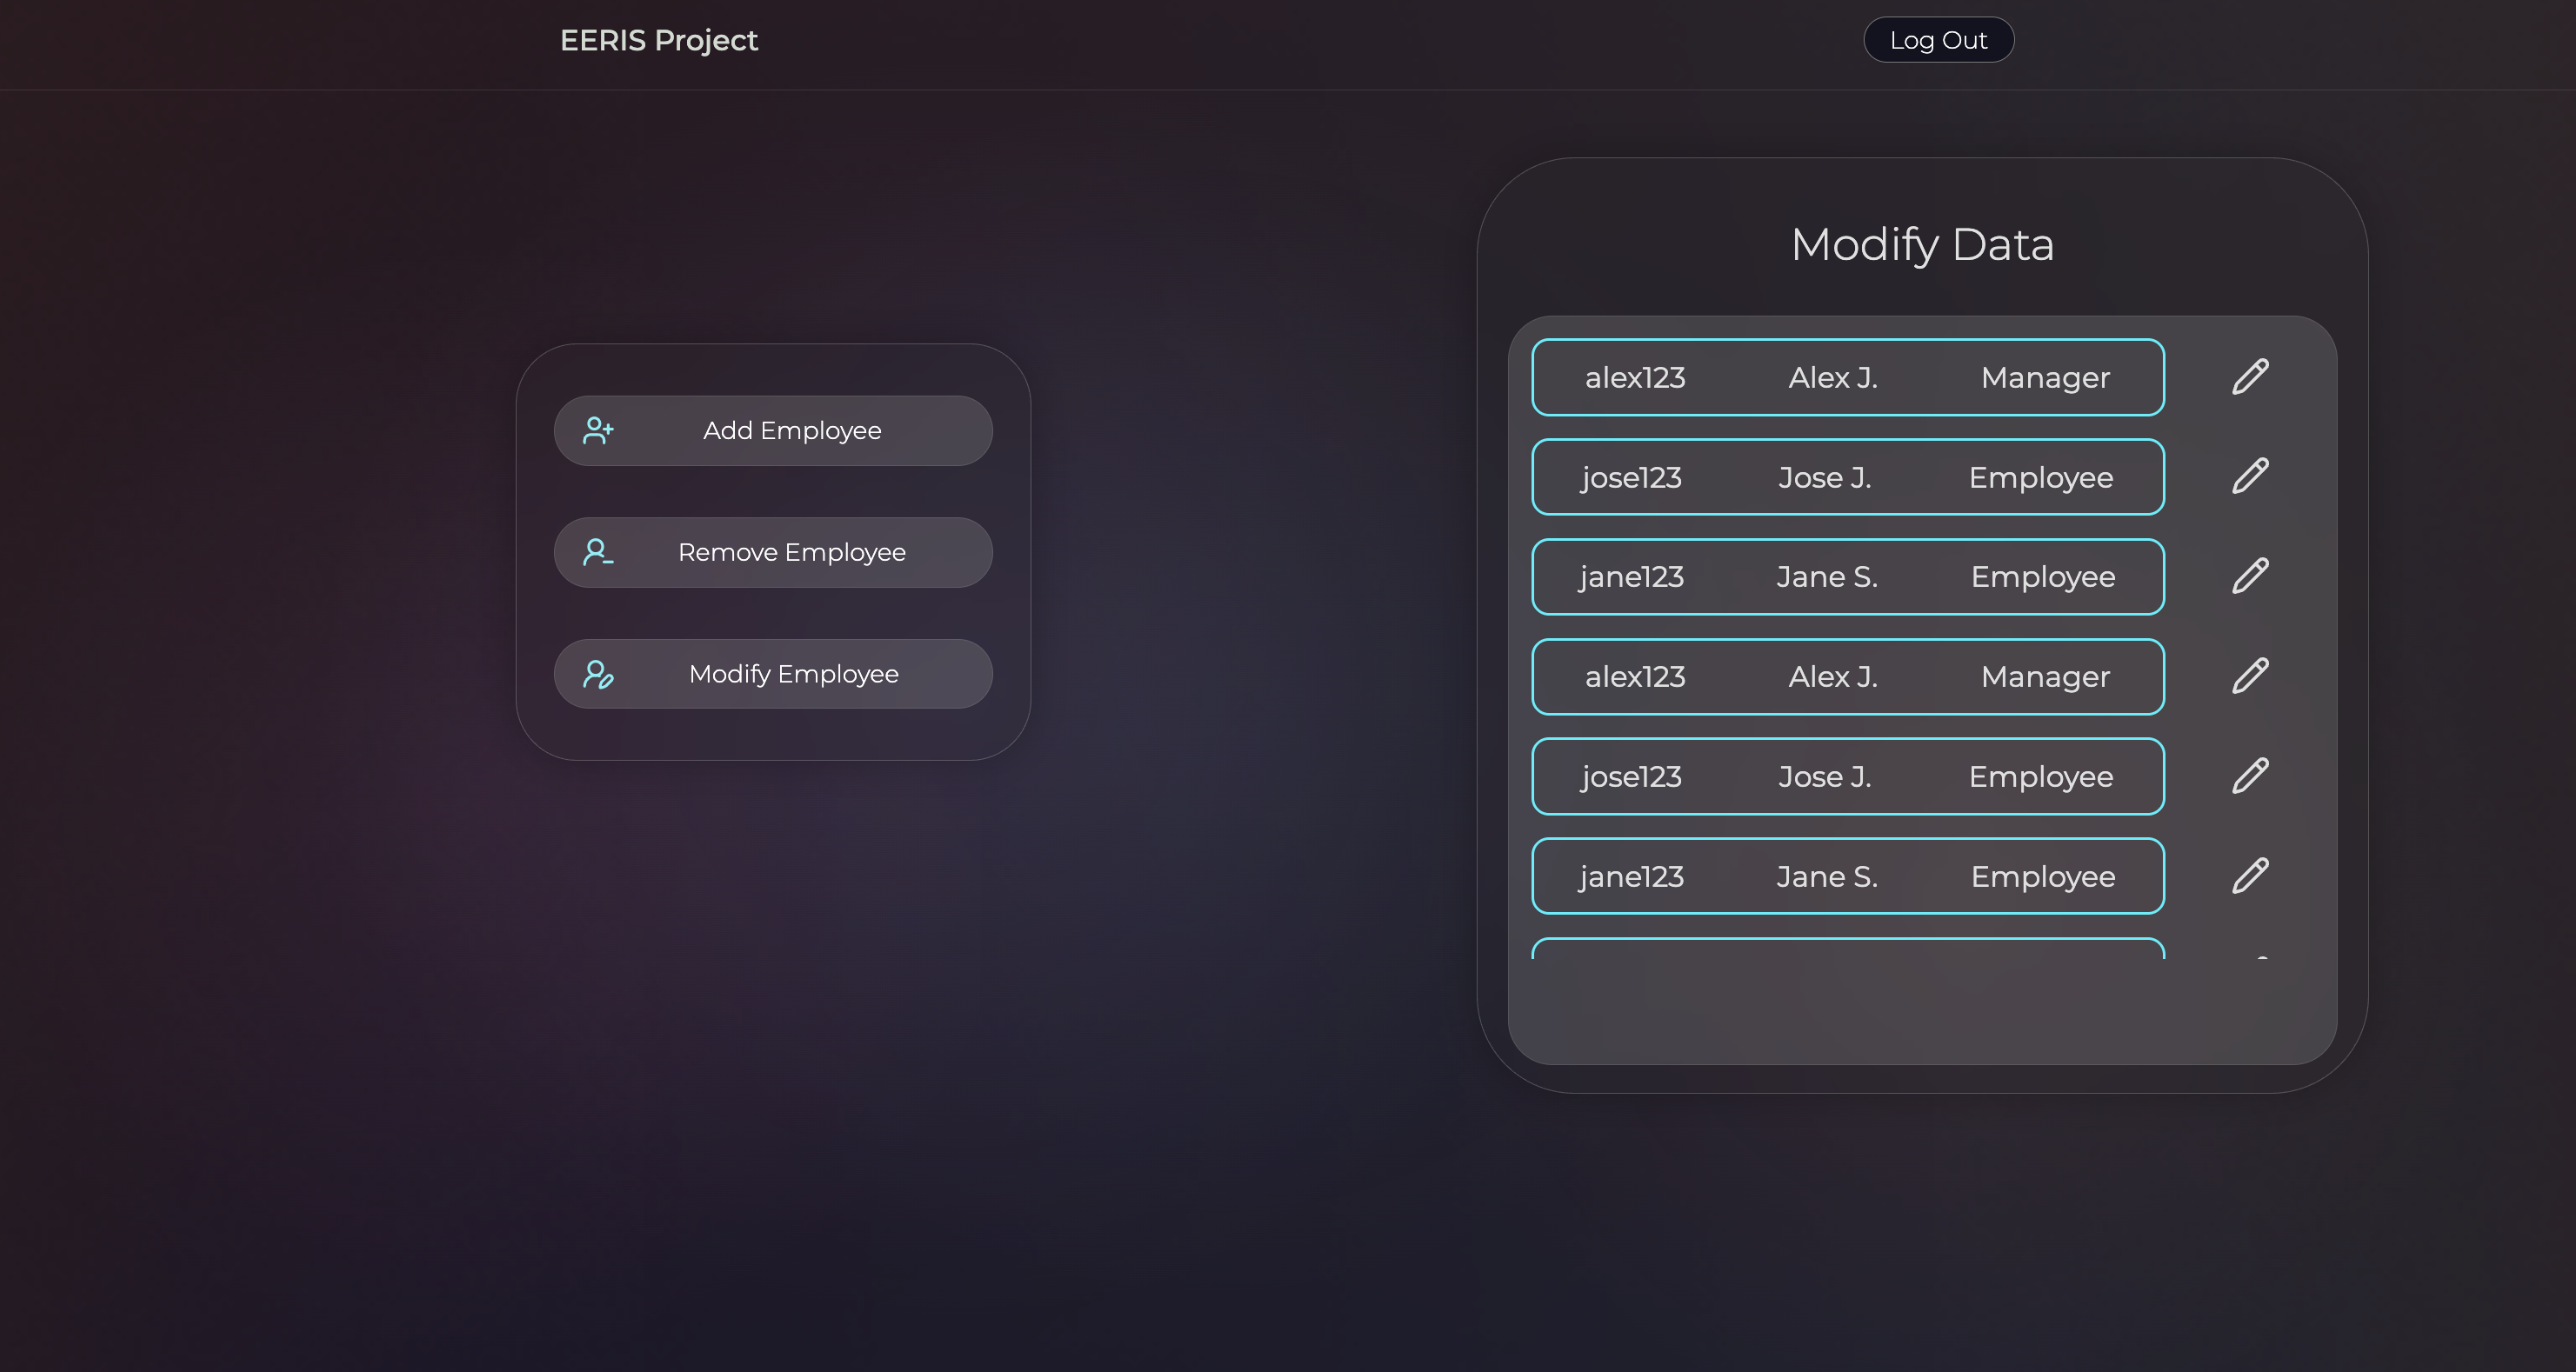 EERIS Project
Log Out
Add Employee
Remove Employee
Modify Employee
Modify Data
alex123 Alex J. Manager
jose123 Jose J. Employee
jane123 Jane S. Employee
alex123 Alex J. Manager
jose123 Jose J. Employee
jane123 Jane S. Employee